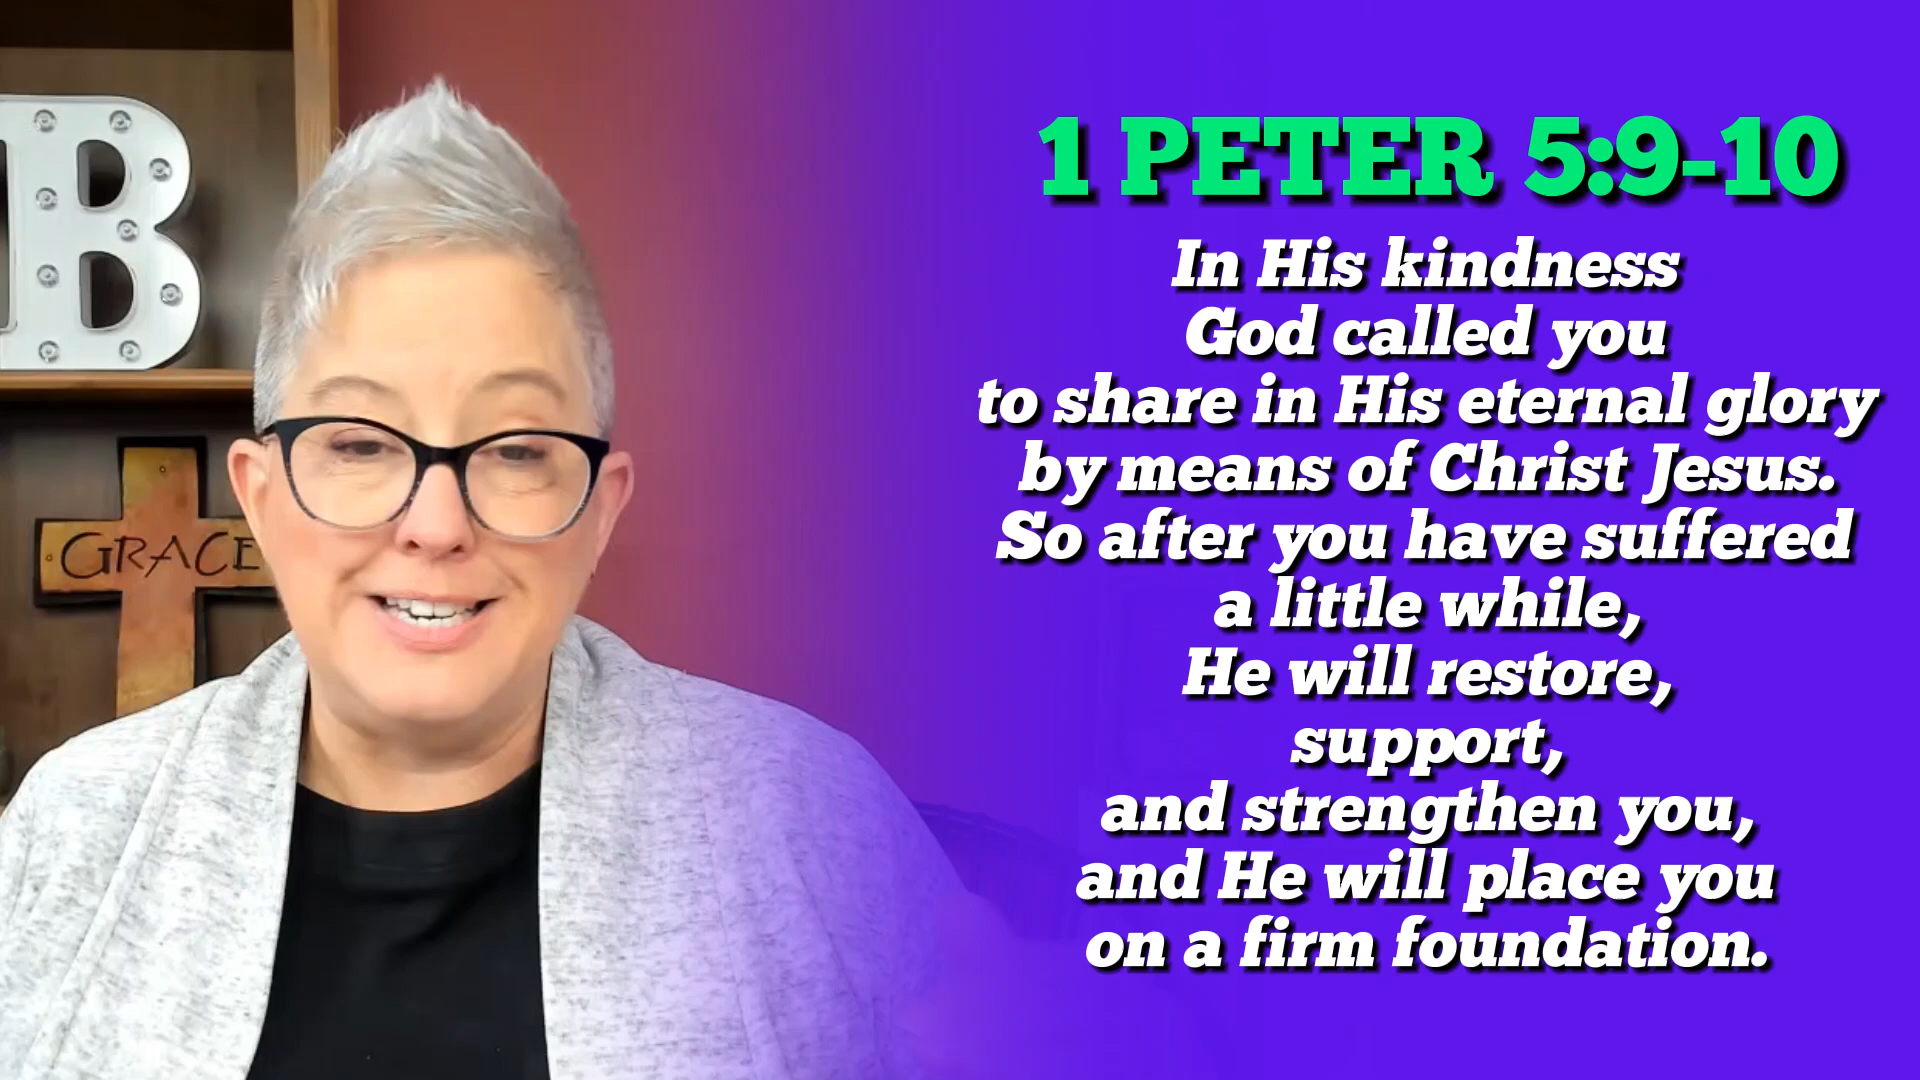 B
GRACE
1 PETER 5:9-10
In His kindness
God called you
to share in His eternal glory
by means of Christ Jesus.
So after you have suffered
a little while,
He will restore,
support,
and strengthen you,
and He will place you
on a firm foundation.